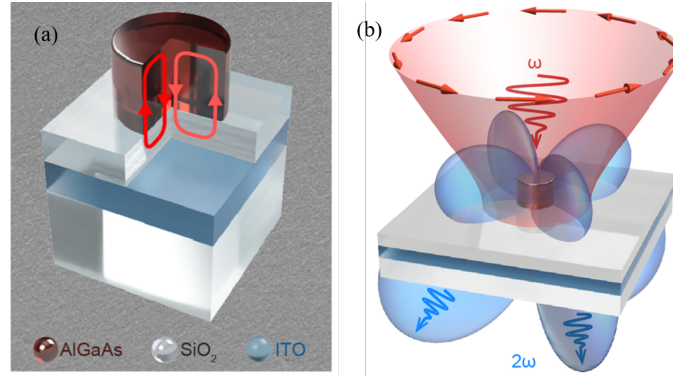 (a)
AlGaAs SiO₂ ITO
(b)
ω
2ω